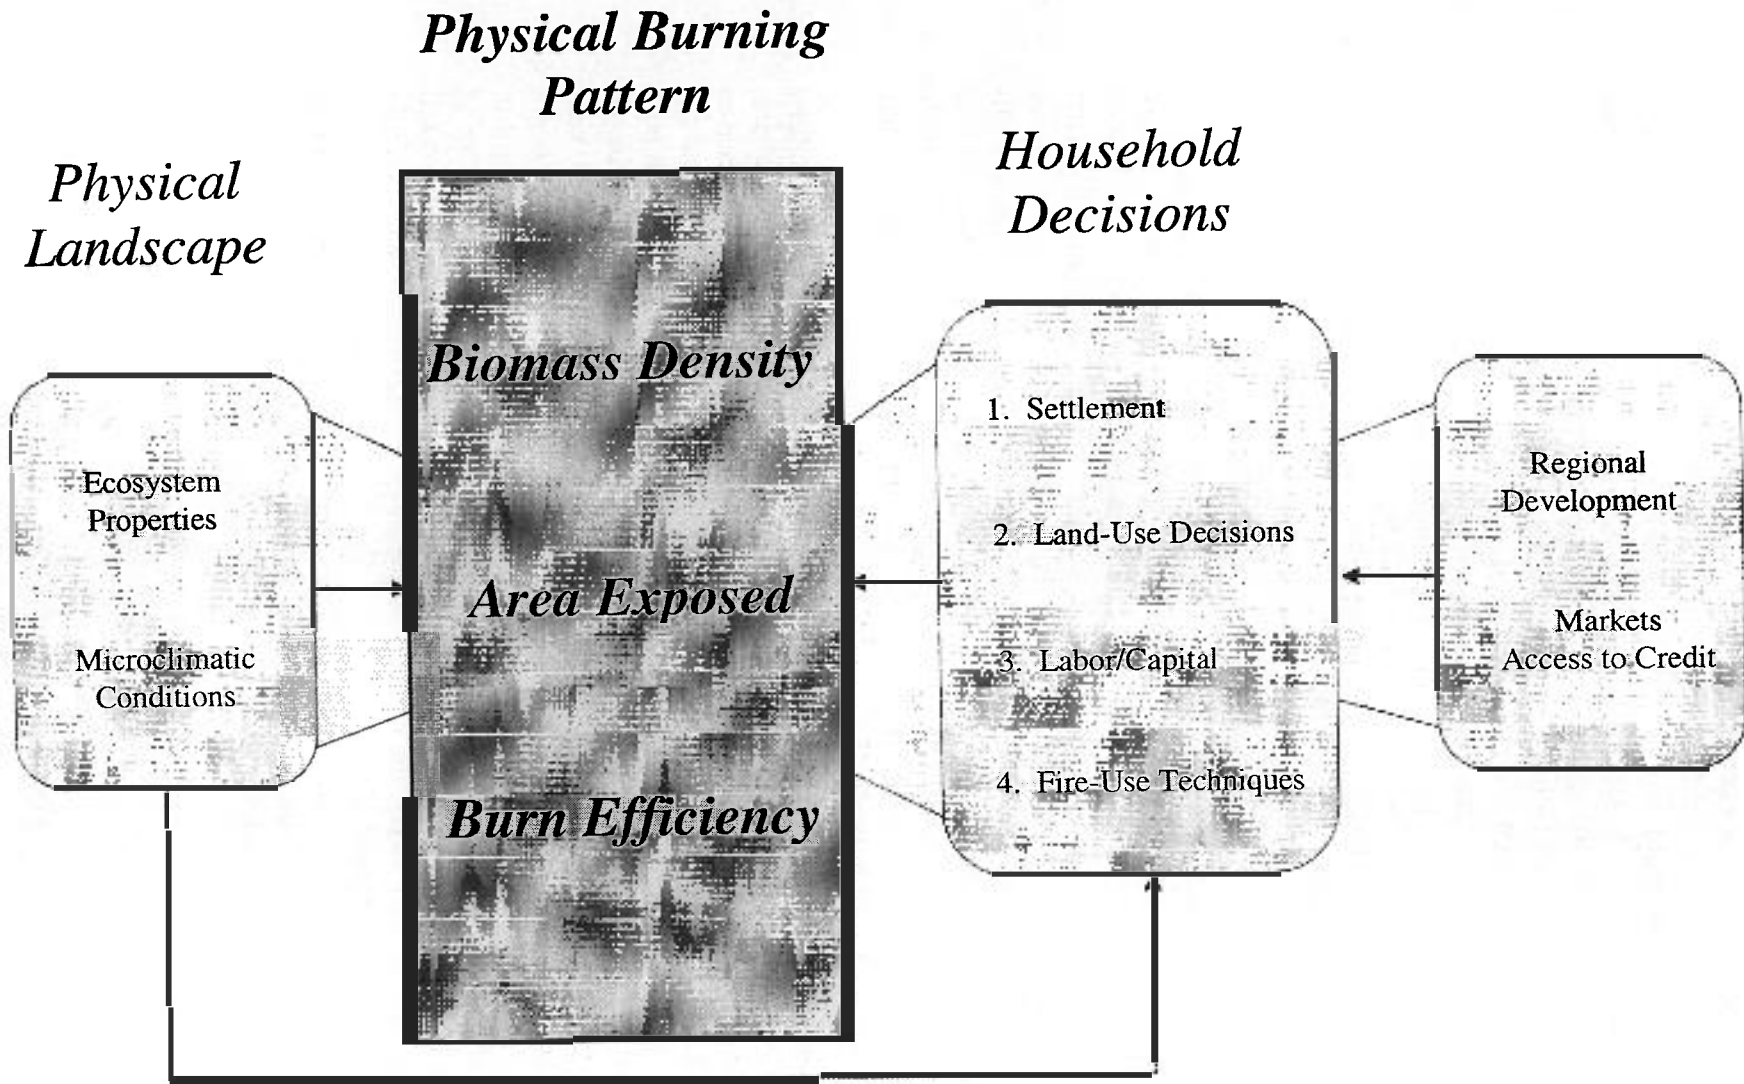 Physical Burning
Pattern
Physical
Landscape
Household
Decisions
Biomass Density
Area Exposed
Burn Efficiency
Ecosystem
Properties
Microclimatic
Conditions
1. Settlement
2. Land-Use Decisions
3. Labor/Capital
4. Fire-Use Techniques
Regional
Development
Markets
Access to Credit